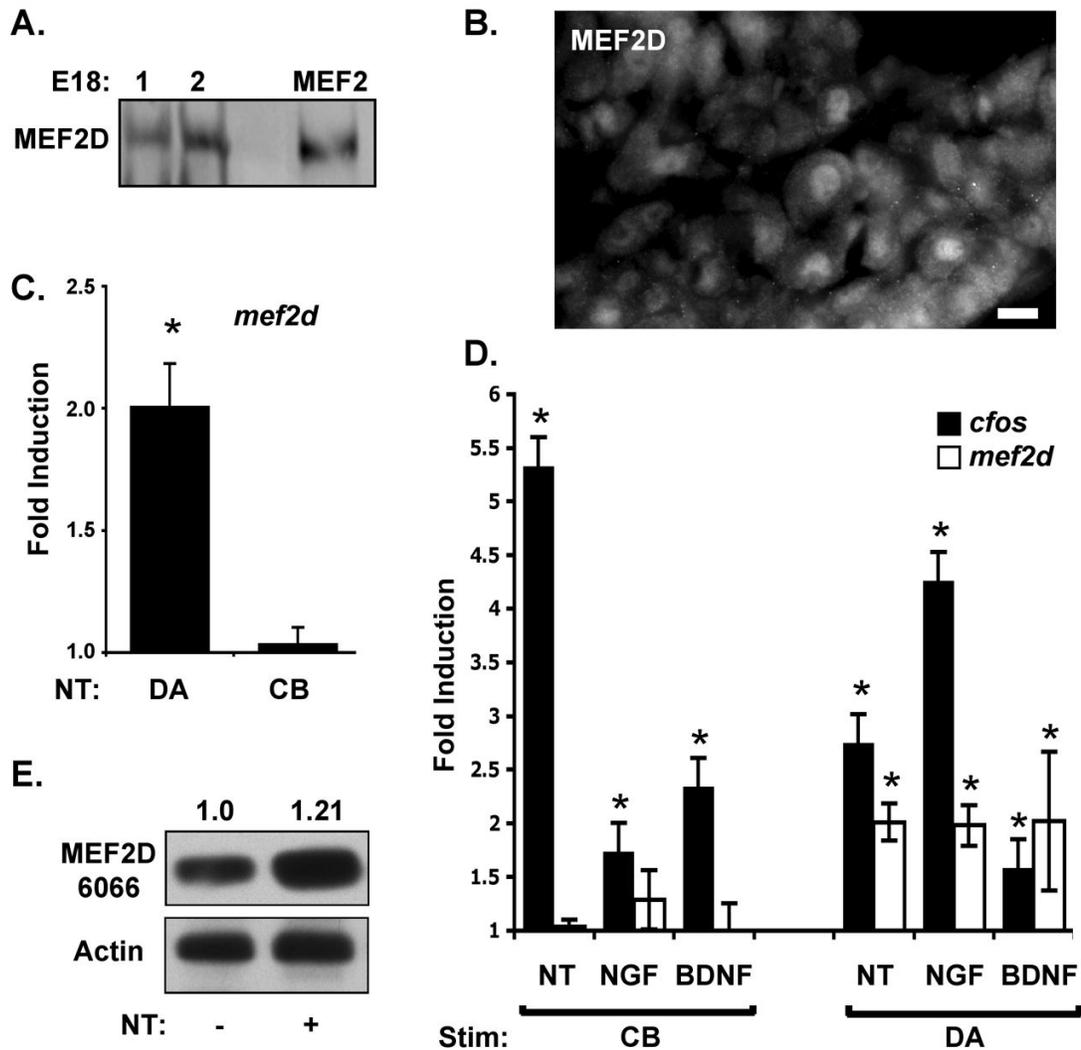 A.
E18: 1 2 MEF2
MEF2D
B.
MEF2D
C.
2.5
2.0
1.5
1.0
Fold Induction
*
mef2d
NT: DA CB
D.
6
5.5
5
4.5
4
3.5
3
2.5
2
1.5
1
Fold Induction
cfos
mef2d
* * * * * * * * *
NT NGF BDNF NT NGF BDNF
Stim: CB DA
E.
1.0 1.21
MEF2D
6066
Actin
NT: - +